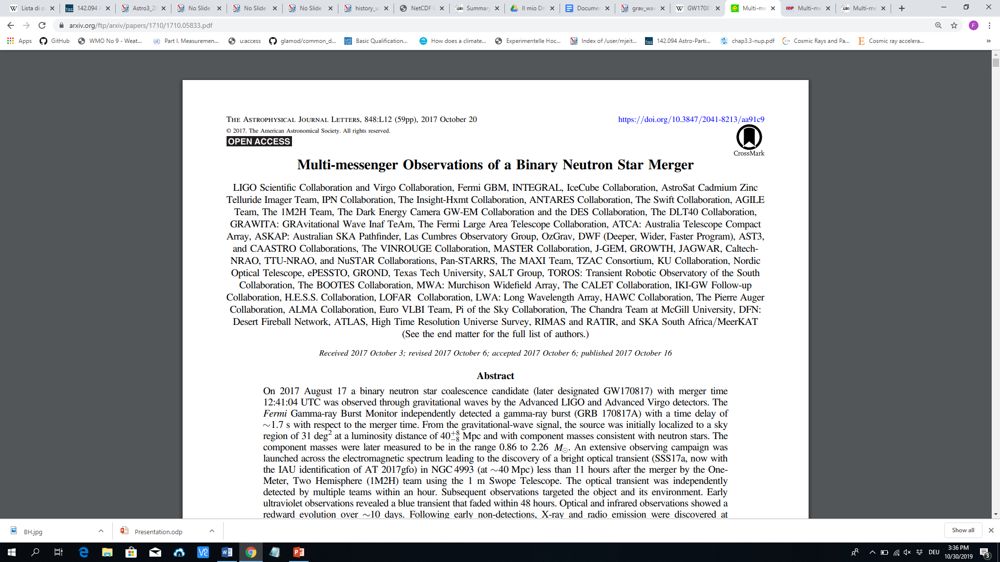 Lista di o
142.094 A
Astro3_20
No Slide
No Slide
No Slide
history_u
NetCDF C
Summary
Il mio Dri
Documen
grav_wav
GW1708
Multi-me
Multi-me
Multi-me
arxiv.org/ftp/arxiv/papers/1710/1710.05833.pdf
F
Apps
GitHub
WMO No 9 - Weat...
Part I. Measuremen...
u:access
glamod/common_d...
Basic Qualification...
How does a climate...
Experimentelle Hoc...
Index of /user/mjeit...
142.094 Astro-Parti...
chap3.3-nup.pdf
Cosmic Rays and Pa...
Cosmic ray accelera...
THE ASTROPHYSICAL JOURNAL LETTERS, 848:L12 (59pp), 2017 October 20
https://doi.org/10.3847/2041-8213/aa91c9
© 2017. The American Astronomical Society. All rights reserved.
OPEN ACCESS
CrossMark
Multi-messenger Observations of a Binary Neutron Star Merger
LIGO Scientific Collaboration and Virgo Collaboration, Fermi GBM, INTEGRAL, IceCube Collaboration, AstroSat Cadmium Zinc
Telluride Imager Team, IPN Collaboration, The Insight-Hxmt Collaboration, ANTARES Collaboration, The Swift Collaboration, AGILE
Team, The 1M2H Team, The Dark Energy Camera GW-EM Collaboration and the DES Collaboration, The DLT40 Collaboration,
GRAWITA: GRAvitational Wave Inaf TeAm, The Fermi Large Area Telescope Collaboration, ATCA: Australia Telescope Compact
Array, ASKAP: Australian SKA Pathfinder, Las Cumbres Observatory Group, OzGrav, DWF (Deeper, Wider, Faster Program), AST3,
and CAASTRO Collaborations, The VINROUGE Collaboration, MASTER Collaboration, J-GEM, GROWTH, JAGWAR, Caltech-
NRAO, TTU-NRAO, and NuSTAR Collaborations, Pan-STARRS, The MAXI Team, TZAC Consortium, KU Collaboration, Nordic
Optical Telescope, ePESSTO, GROND, Texas Tech University, SALT Group, TOROS: Transient Robotic Observatory of the South
Collaboration, The BOOTES Collaboration, MWA: Murchison Widefield Array, The CALET Collaboration, IKI-GW Follow-up
Collaboration, H.E.S.S. Collaboration, LOFAR Collaboration, LWA: Long Wavelength Array, HAWC Collaboration, The Pierre Auger
Collaboration, ALMA Collaboration, Euro VLBI Team, Pi of the Sky Collaboration, The Chandra Team at McGill University, DFN:
Desert Fireball Network, ATLAS, High Time Resolution Universe Survey, RIMAS and RATIR, and SKA South Africa/MeerKAT
(See the end matter for the full list of authors.)
Received 2017 October 3; revised 2017 October 6; accepted 2017 October 6; published 2017 October 16
Abstract
On 2017 August 17 a binary neutron star coalescence candidate (later designated GW170817) with merger time
12:41:04 UTC was observed through gravitational waves by the Advanced LIGO and Advanced Virgo detectors. The
Fermi Gamma-ray Burst Monitor independently detected a gamma-ray burst (GRB 170817A) with a time delay of
~1.7 s with respect to the merger time. From the gravitational-wave signal, the source was initially localized to a sky
region of 31 deg² at a luminosity distance of 40+8−8 Mpc and with component masses consistent with neutron stars. The
component masses were later measured to be in the range 0.86 to 2.26 M⊙. An extensive observing campaign was
launched across the electromagnetic spectrum leading to the discovery of a bright optical transient (SSS17a, now with
the IAU identification of AT 2017gfo) in NGC 4993 (at ~40 Mpc) less than 11 hours after the merger by the One-
Meter, Two Hemisphere (1M2H) team using the 1 m Swope Telescope. The optical transient was independently
detected by multiple teams within an hour. Subsequent observations targeted the object and its environment. Early
ultraviolet observations revealed a blue transient that faded within 48 hours. Optical and infrared observations showed a
redward evolution over ~10 days. Following early non-detections, X-ray and radio emission were discovered at
BH.jpg
Presentation.odp
Show all
DEU
3:36 PM
10/30/2019
3